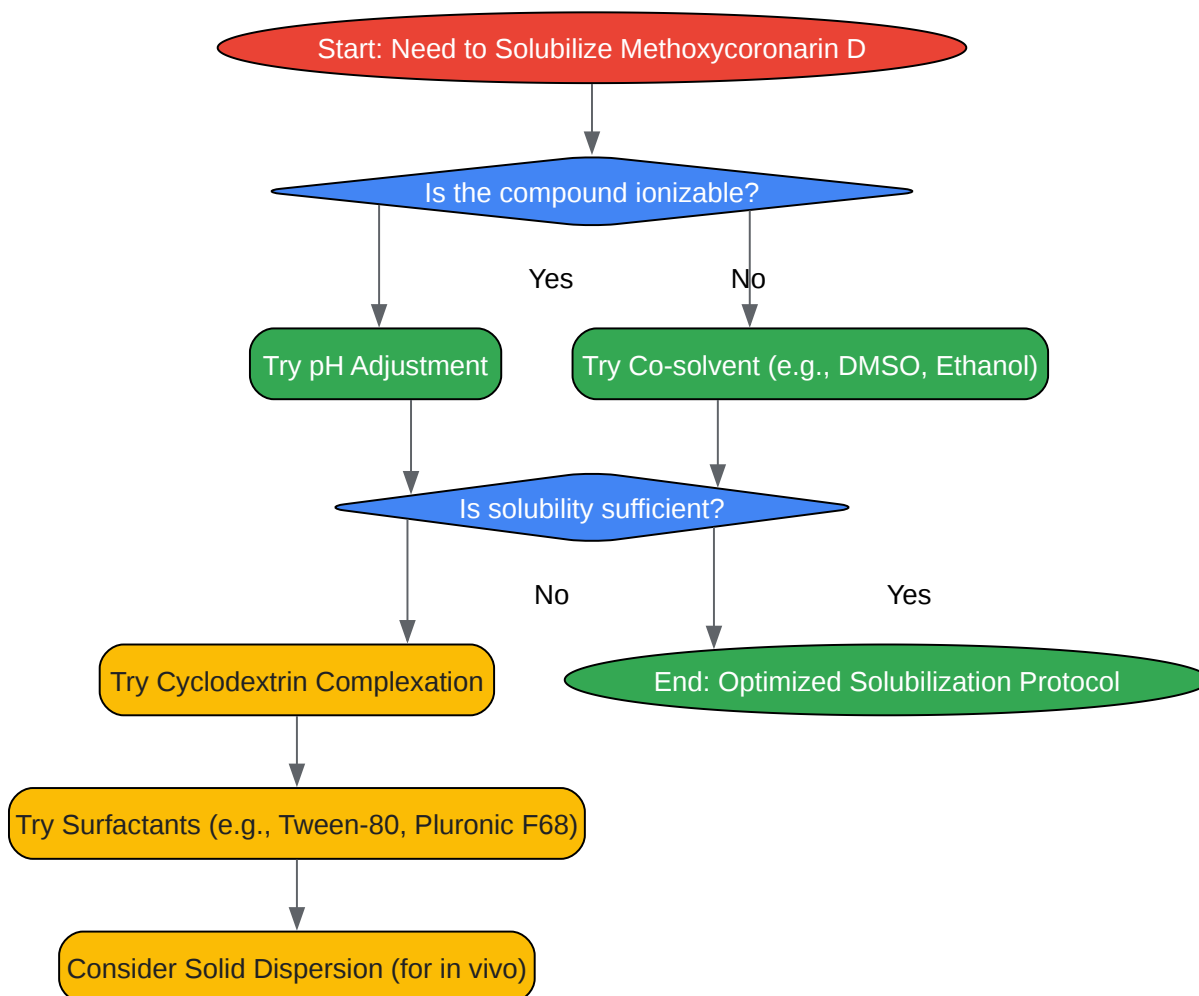 Start: Need to Solubilize Methoxycoronarin D
Is the compound ionizable?
Yes
No
Try pH Adjustment
Try Co-solvent (e.g., DMSO, Ethanol)
Is solubility sufficient?
No
Yes
Try Cyclodextrin Complexation
End: Optimized Solubilization Protocol
Try Surfactants (e.g., Tween-80, Pluronic F68)
Consider Solid Dispersion (for in vivo)